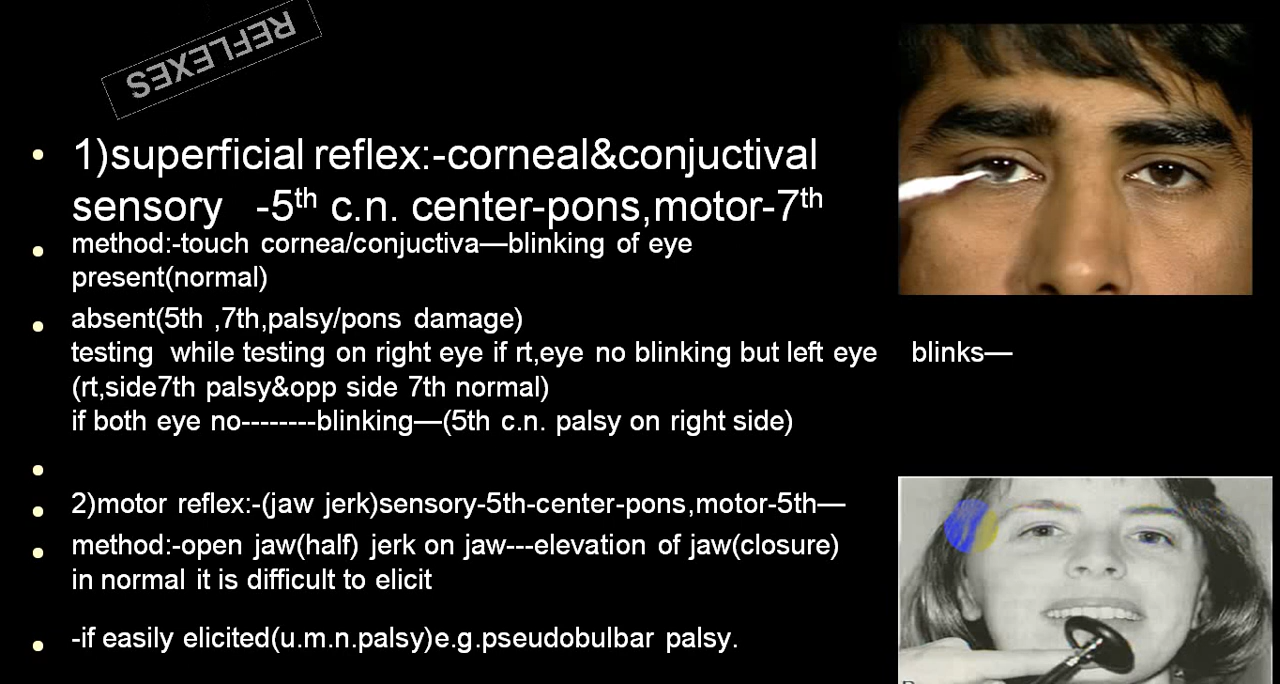 REFLEXES
1)superficial reflex:-corneal&conjuctival
sensory -5th c.n. center-pons,motor-7th
method:-touch cornea/conjuctiva—blinking of eye
present(normal)
absent(5th ,7th,palsy/pons damage)
testing while testing on right eye if rt,eye no blinking but left eye blinks—
(rt,side7th palsy&opp side 7th normal)
if both eye no--------blinking—(5th c.n. palsy on right side)
2)motor reflex:-(jaw jerk)sensory-5th-center-pons,motor-5th—
method:-open jaw(half) jerk on jaw---elevation of jaw(closure)
in normal it is difficult to elicit
-if easily elicited(u.m.n.palsy)e.g.pseudobulbar palsy.